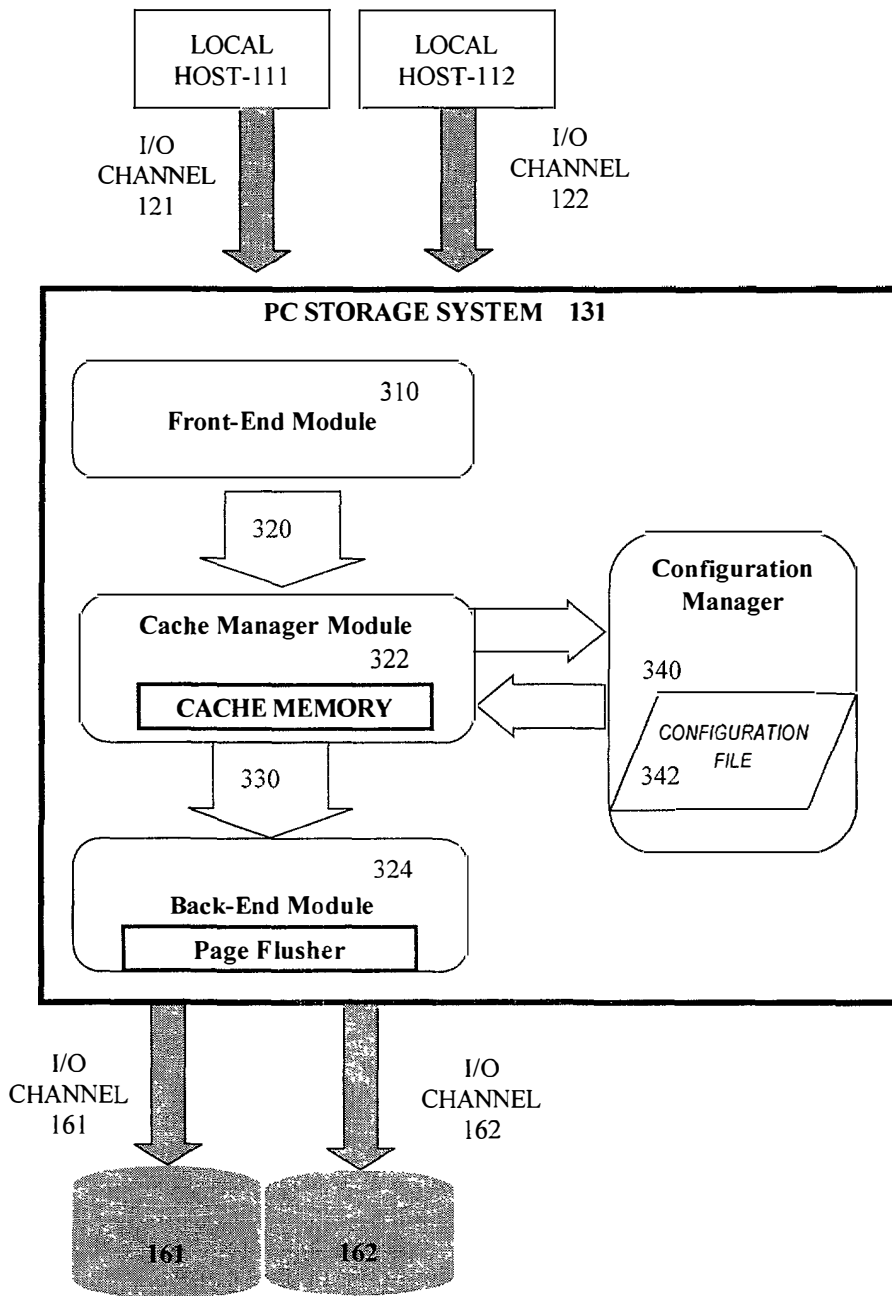 LOCAL
HOST-111
LOCAL
HOST-112
I/O
CHANNEL
121
I/O
CHANNEL
122
PC STORAGE SYSTEM 131
310
Front-End Module
320
Cache Manager Module
322
CACHE MEMORY
Configuration
Manager
340
CONFIGURATION
FILE
342
330
324
Back-End Module
Page Flusher
I/O
CHANNEL
161
I/O
CHANNEL
162
161
162